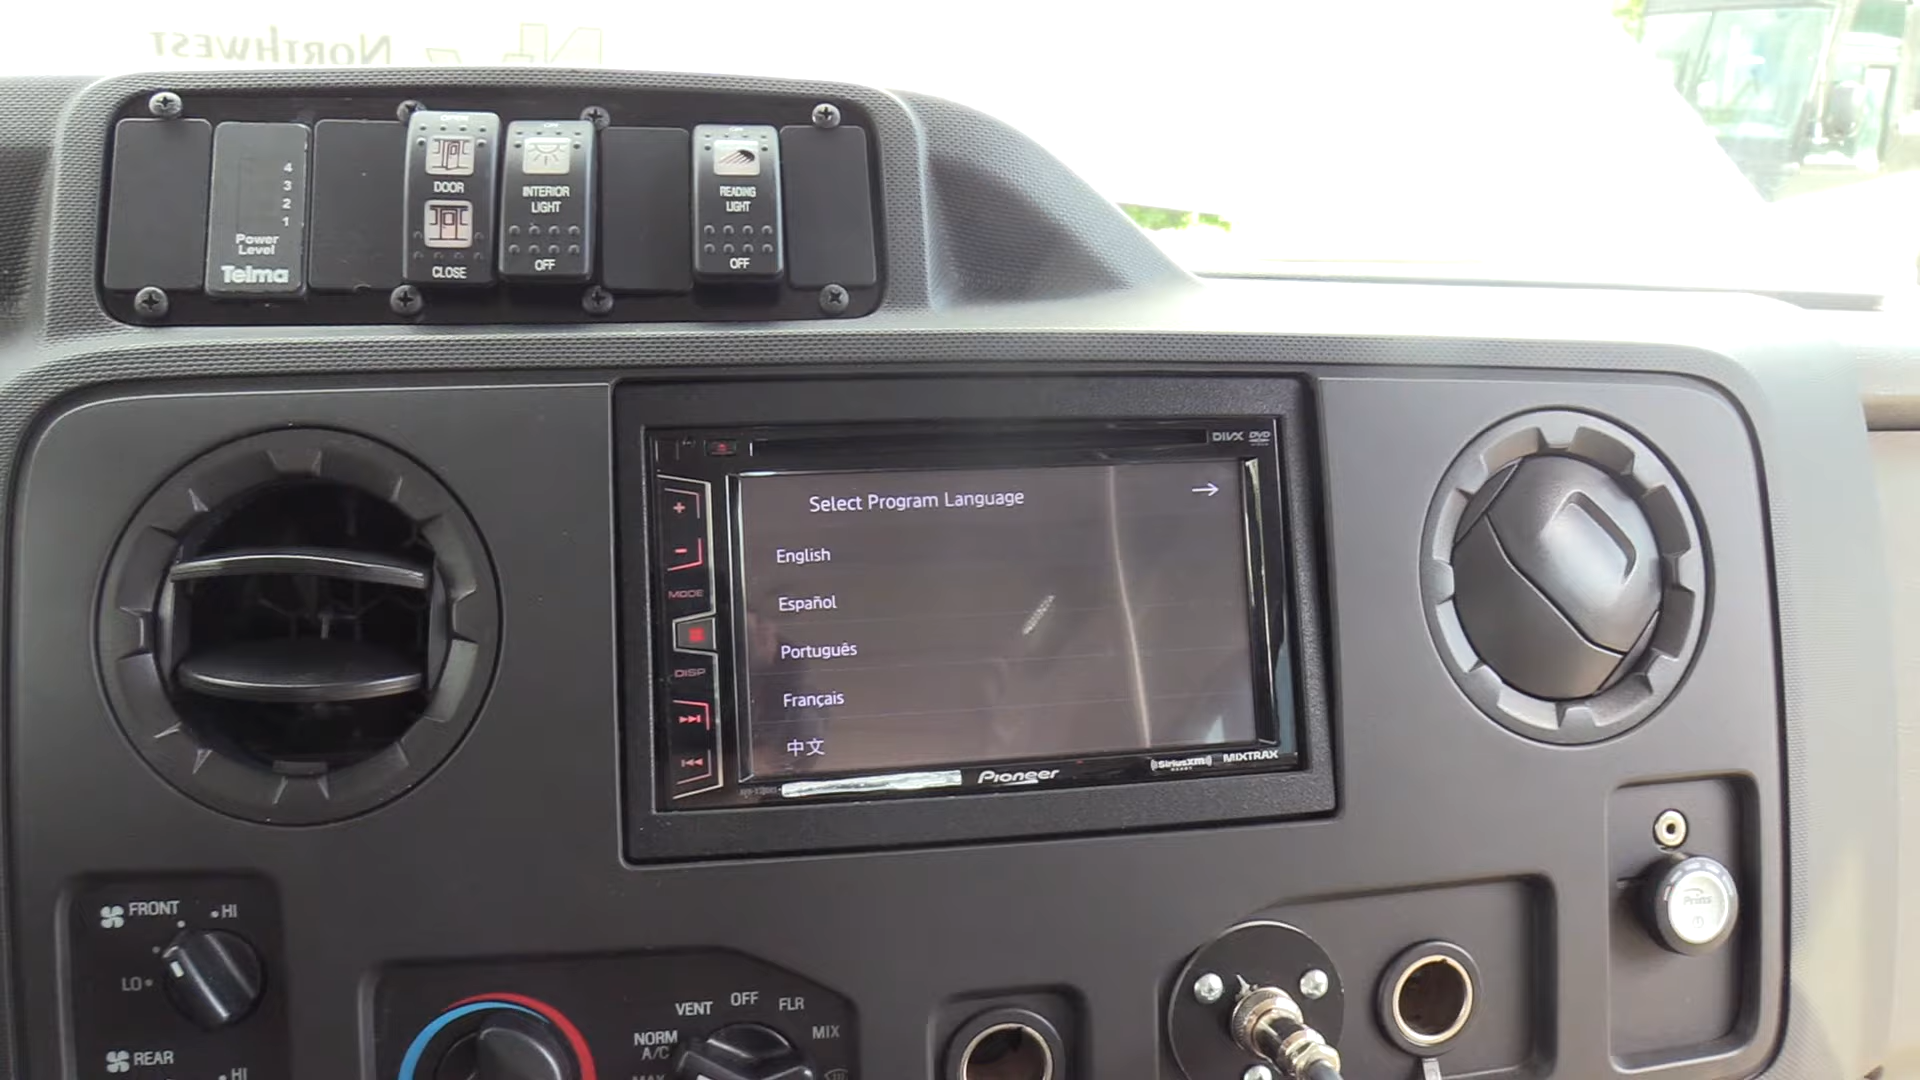 NORTHWEST
OPEN
DOOR
CLOSE
ON
INTERIOR
LIGHT
OFF
ON
READING
LIGHT
OFF
4
3
2
1
Power
Level
Telma
DIVX DVD
MODE
DISP
Select Program Language →
English
Español
Português
Français
中文
Pioneer
SiriusXM
READY
MIXTRAX
FRONT
HI
LO
REAR
HI
NORM
A/C
VENT
OFF
FLR
MIX
MAX
Prins